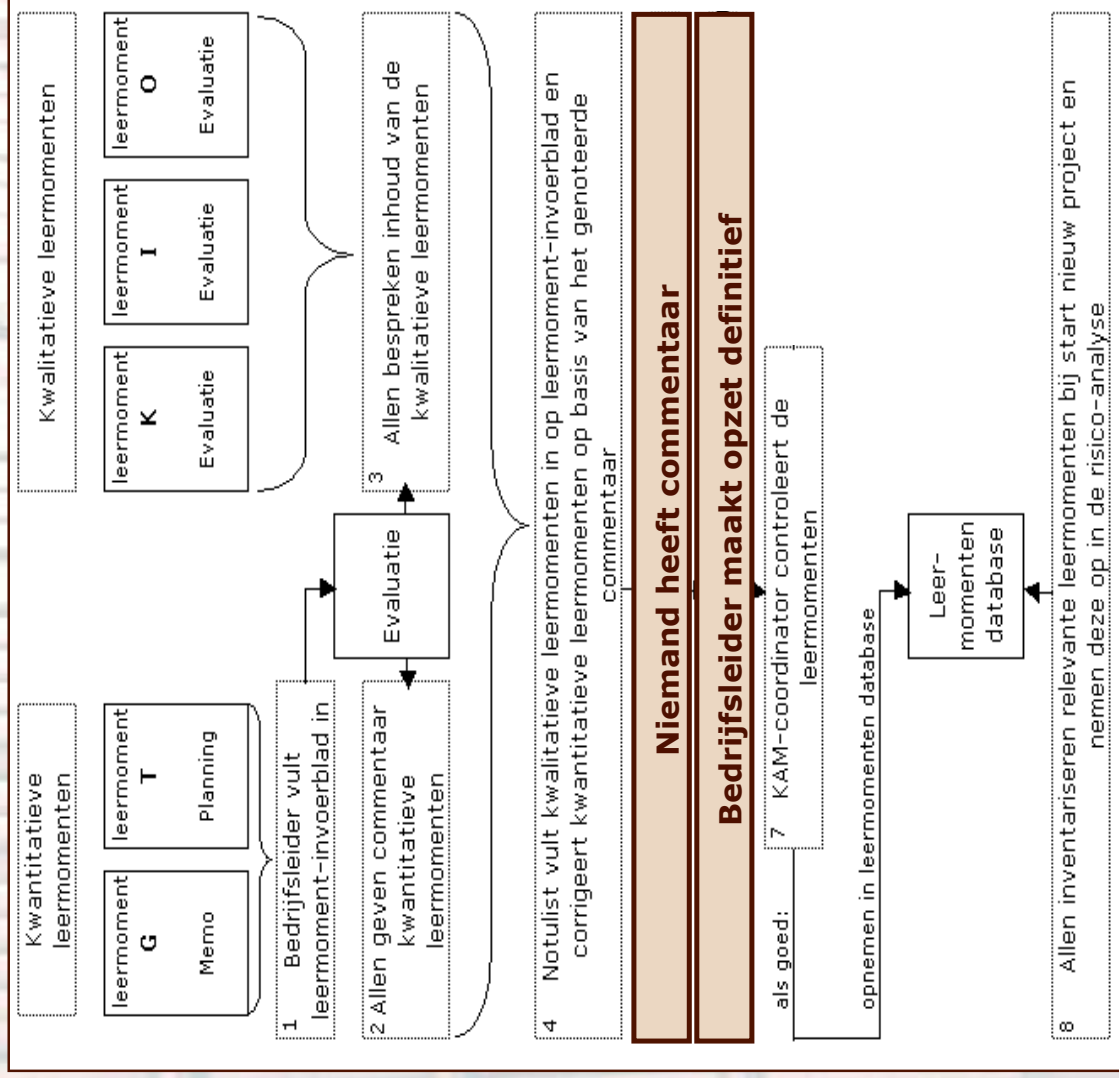 Kwantitatieve
leermomenten
Kwalitatieve leermomenten
leermoment
G
Memo
leermoment
T
Planning
leermoment
K
Evaluatie
leermoment
I
Evaluatie
leermoment
O
Evaluatie
1 Bedrijfsleider vult
leermoment-invoerblad in
Evaluatie
2 Allen geven commentaar
kwantitatieve
leermomenten
3 Allen bespreken inhoud van de
kwalitatieve leermomenten
4 Notulist vult kwalitatieve leermomenten in op leermoment-invoerblad en
corrigeert kwantitatieve leermomenten op basis van het genoteerde
commentaar
Niemand heeft commentaar
Bedrijfsleider maakt opzet definitief
7 KAM-coordinator controleert de
leermomenten
als goed:
opnemen in leermomenten database
Leer-
momenten
database
8 Allen inventariseren relevante leermomenten bij start nieuw project en
nemen deze op in de risico-analyse